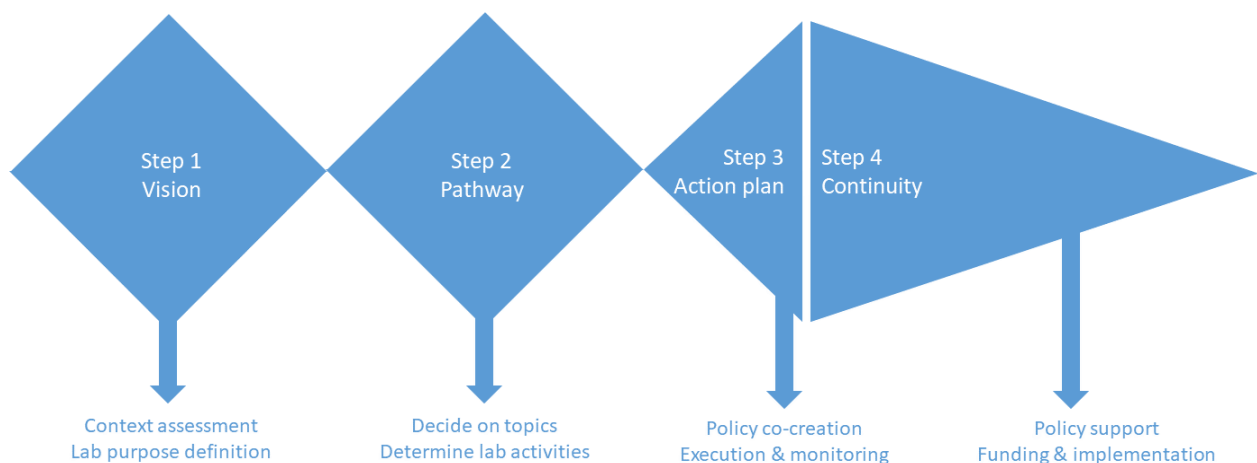 Step 1
Vision
Step 2
Pathway
Step 3
Action plan
Step 4
Continuity
Context assessment
Lab purpose definition
Decide on topics
Determine lab activities
Policy co-creation
Execution & monitoring
Policy support
Funding & implementation